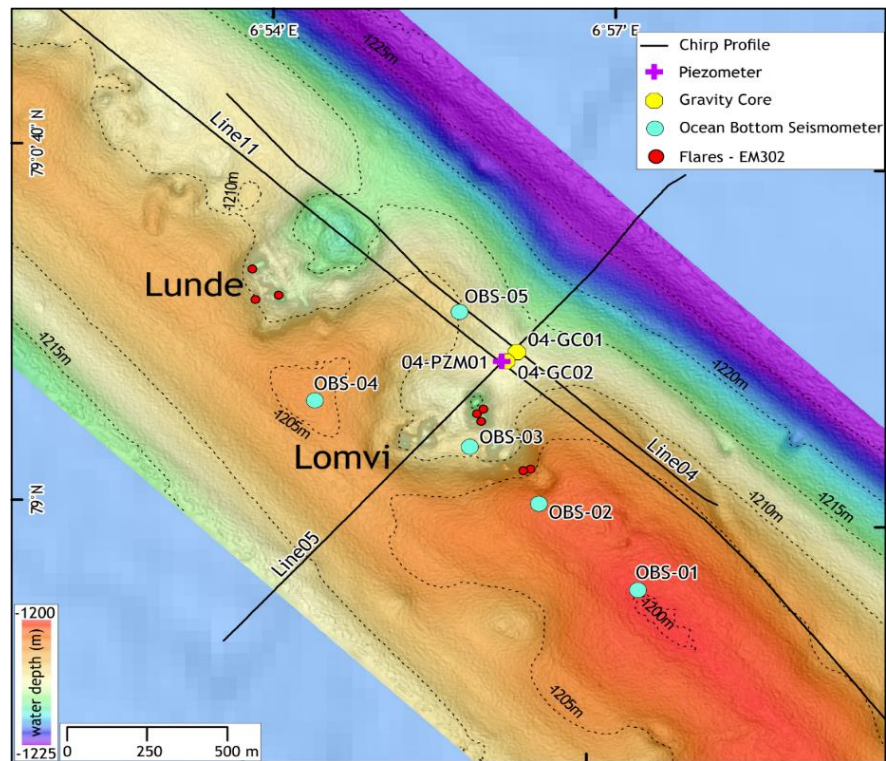 6°54' E
6°57' E
-1225m
Chirp Profile
Piezometer
Gravity Core
Ocean Bottom Seismometer
Flares - EM302
79°0'40" N
Line11
-1210m
Lunde
OBS-05
04-GC01
04-PZM01
04-GC02
-1215m
-1220m
OBS-04
-1205m
OBS-03
Lomvi
Line04
-1210m
-1215m
79°N
OBS-02
Line05
OBS-01
-1200m
-1205m
-1200
water depth (m)
-1225
0 250 500 m